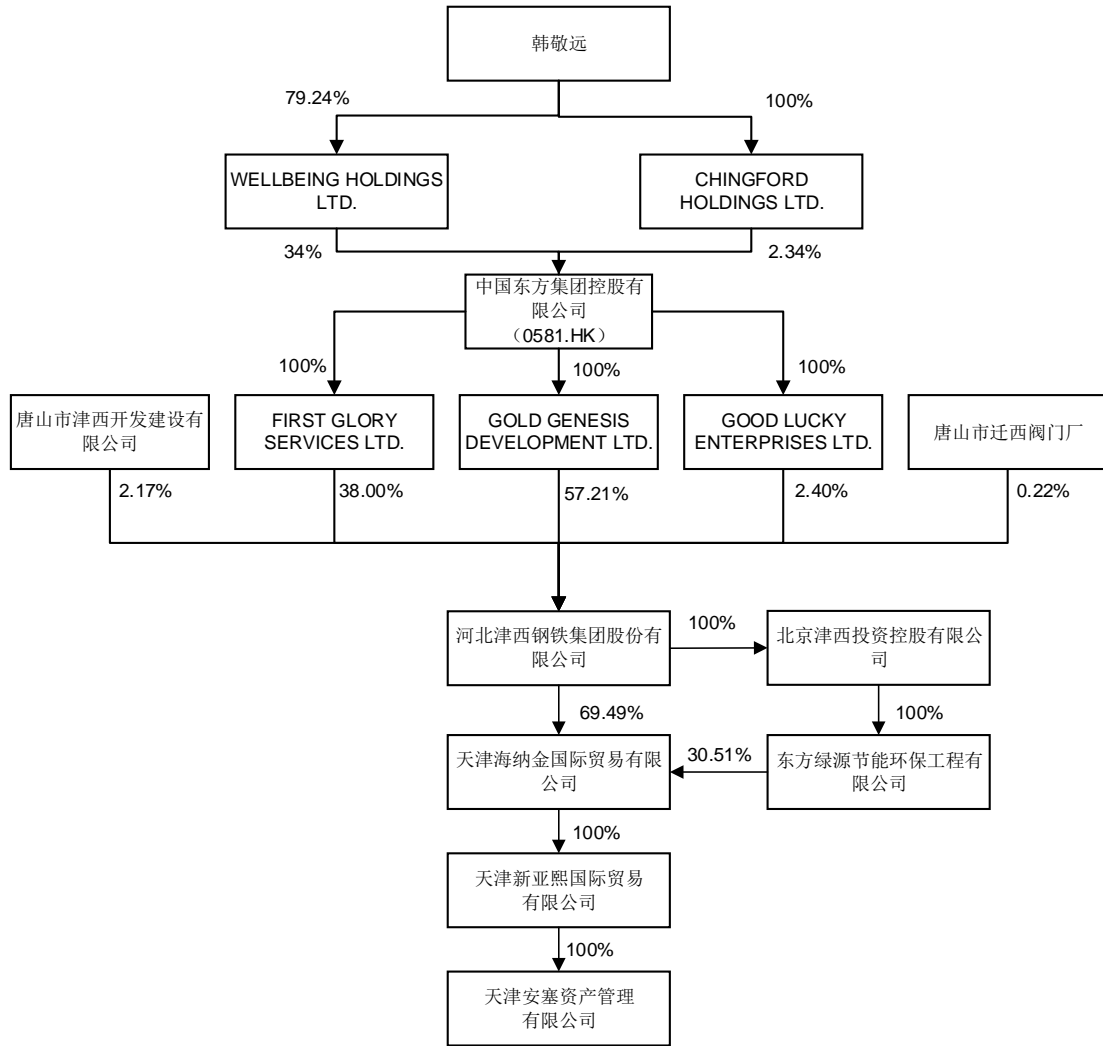 韩敬远
79.24%
100%
WELLBEING HOLDINGS
LTD.
CHINGFORD
HOLDINGS LTD.
34%
2.34%
中国东方集团控股有
限公司
（0581.HK）
100%
100%
100%
唐山市津西开发建设有
限公司
FIRST GLORY
SERVICES LTD.
GOLD GENESIS
DEVELOPMENT LTD.
GOOD LUCKY
ENTERPRISES LTD.
唐山市迁西阀门厂
2.17%
38.00%
57.21%
2.40%
0.22%
河北津西钢铁集团股份有
限公司
100%
北京津西投资控股有限公
司
69.49%
100%
天津海纳金国际贸易有限
公司
30.51%
东方绿源节能环保工程有
限公司
100%
天津新亚熙国际贸易
有限公司
100%
天津安塞资产管理
有限公司